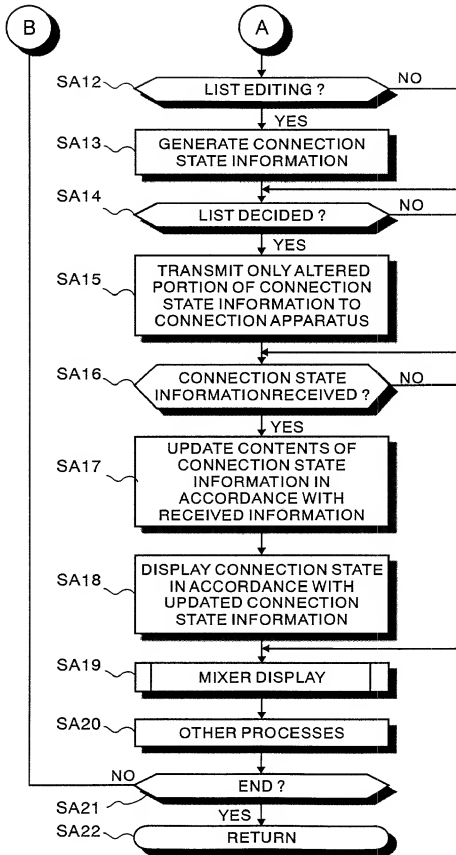 B
A
SA12
LIST EDITING ?
NO
YES
SA13
GENERATE CONNECTION
STATE INFORMATION
SA14
LIST DECIDED ?
NO
YES
SA15
TRANSMIT ONLY ALTERED
PORTION OF CONNECTION
STATE INFORMATION TO
CONNECTION APPARATUS
SA16
CONNECTION STATE
INFORMATIONRECEIVED ?
NO
YES
SA17
UPDATE CONTENTS OF
CONNECTION STATE
INFORMATION IN
ACCORDANCE WITH
RECEIVED INFORMATION
SA18
DISPLAY CONNECTION STATE
IN ACCORDANCE WITH
UPDATED CONNECTION
STATE INFORMATION
SA19
MIXER DISPLAY
SA20
OTHER PROCESSES
NO
END ?
SA21
YES
SA22
RETURN